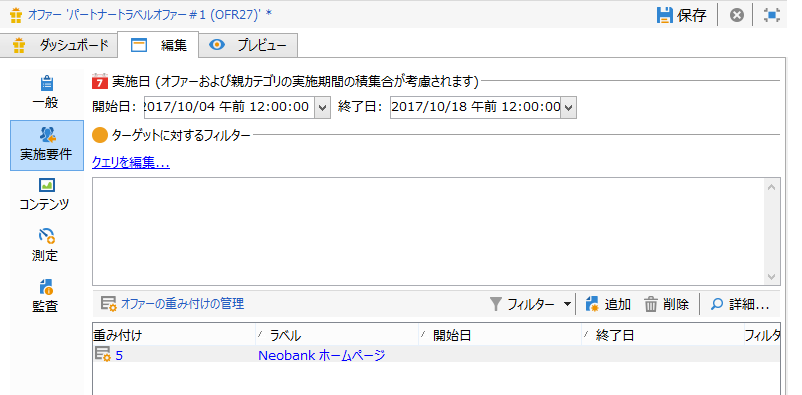 オファー 'パートナートラベルオファー＃1 (OFR27)' *
保存
ダッシュボード 編集 プレビュー
一般
実施要件
コンテンツ
測定
監査
7 実施日 (オファーおよび親カテゴリの実施期間の積集合が考慮されます)
開始日: 2017/10/04 午前 12:00:00 終了日: 2017/10/18 午前 12:00:00
ターゲットに対するフィルター
クエリを編集...
オファーの重み付けの管理 フィルター 追加 削除 詳細...
重み付け ラベル 開始日 終了日 フィルタ
5 Neobank ホームページ